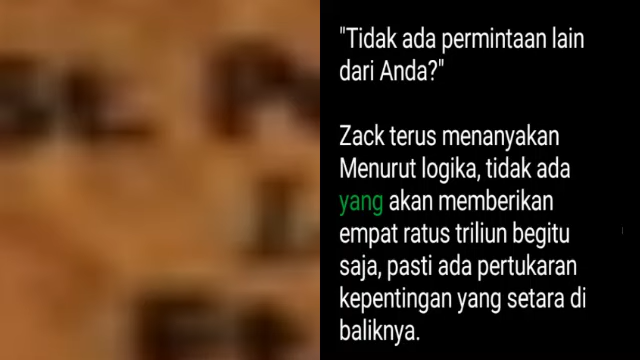 "Tidak ada permintaan lain
dari Anda?"
Zack terus menanyakan
Menurut logika, tidak ada
yang akan memberikan
empat ratus triliun begitu
saja, pasti ada pertukaran
kepentingan yang setara di
baliknya.